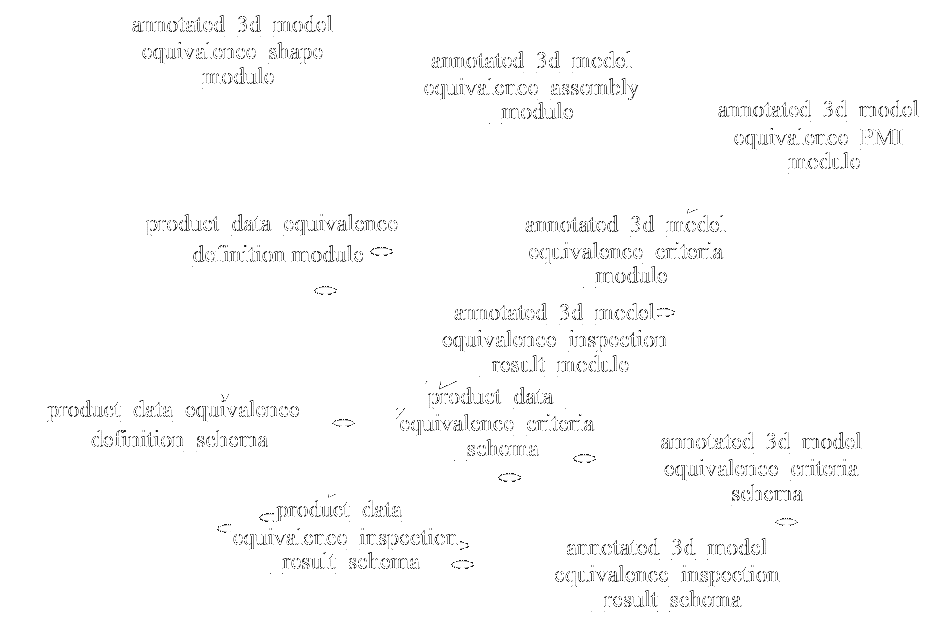 annotated 3d model
equivalence shape
module
annotated 3d model
equivalence assembly
module
annotated 3d model
equivalence PMI
module
product data equivalence
definition module
annotated 3d model
equivalence criteria
module
annotated 3d model
equivalence inspection
result module
product data equivalence
definition schema
product data
equivalence criteria
schema
annotated 3d model
equivalence criteria
schema
product data
equivalence inspection
result schema
annotated 3d model
equivalence inspection
result schema